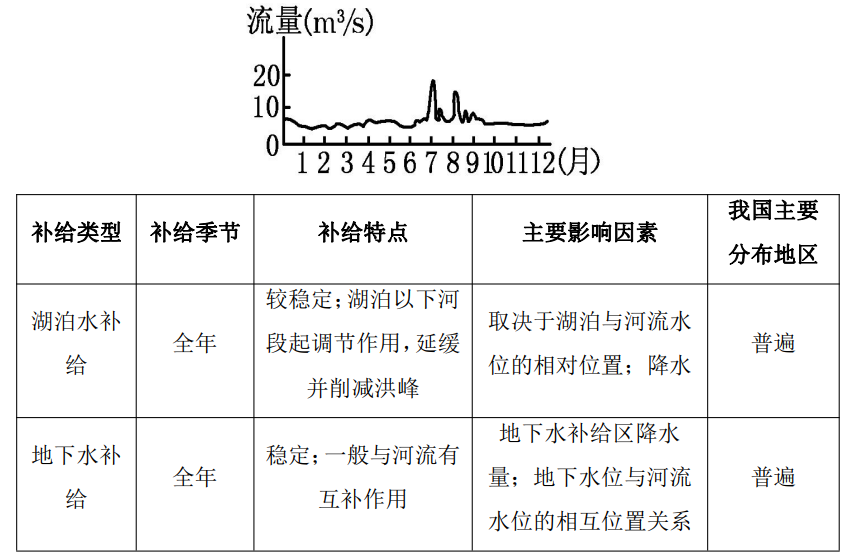 流量(m³/s)
20
10
0
1 2 3 4 5 6 7 8 9 10 11 12 (月)
补给类型 补给季节 补给特点 主要影响因素 我国主要
分布地区
湖泊水补
给
全年
较稳定；湖泊以下河
段起调节作用，延缓
并削减洪峰
取决于湖泊与河流水
位的相对位置；降水
普遍
地下水补
给
全年
稳定；一般与河流有
互补作用
地下水补给区降水
量；地下水位与河流
水位的相互位置关系
普遍